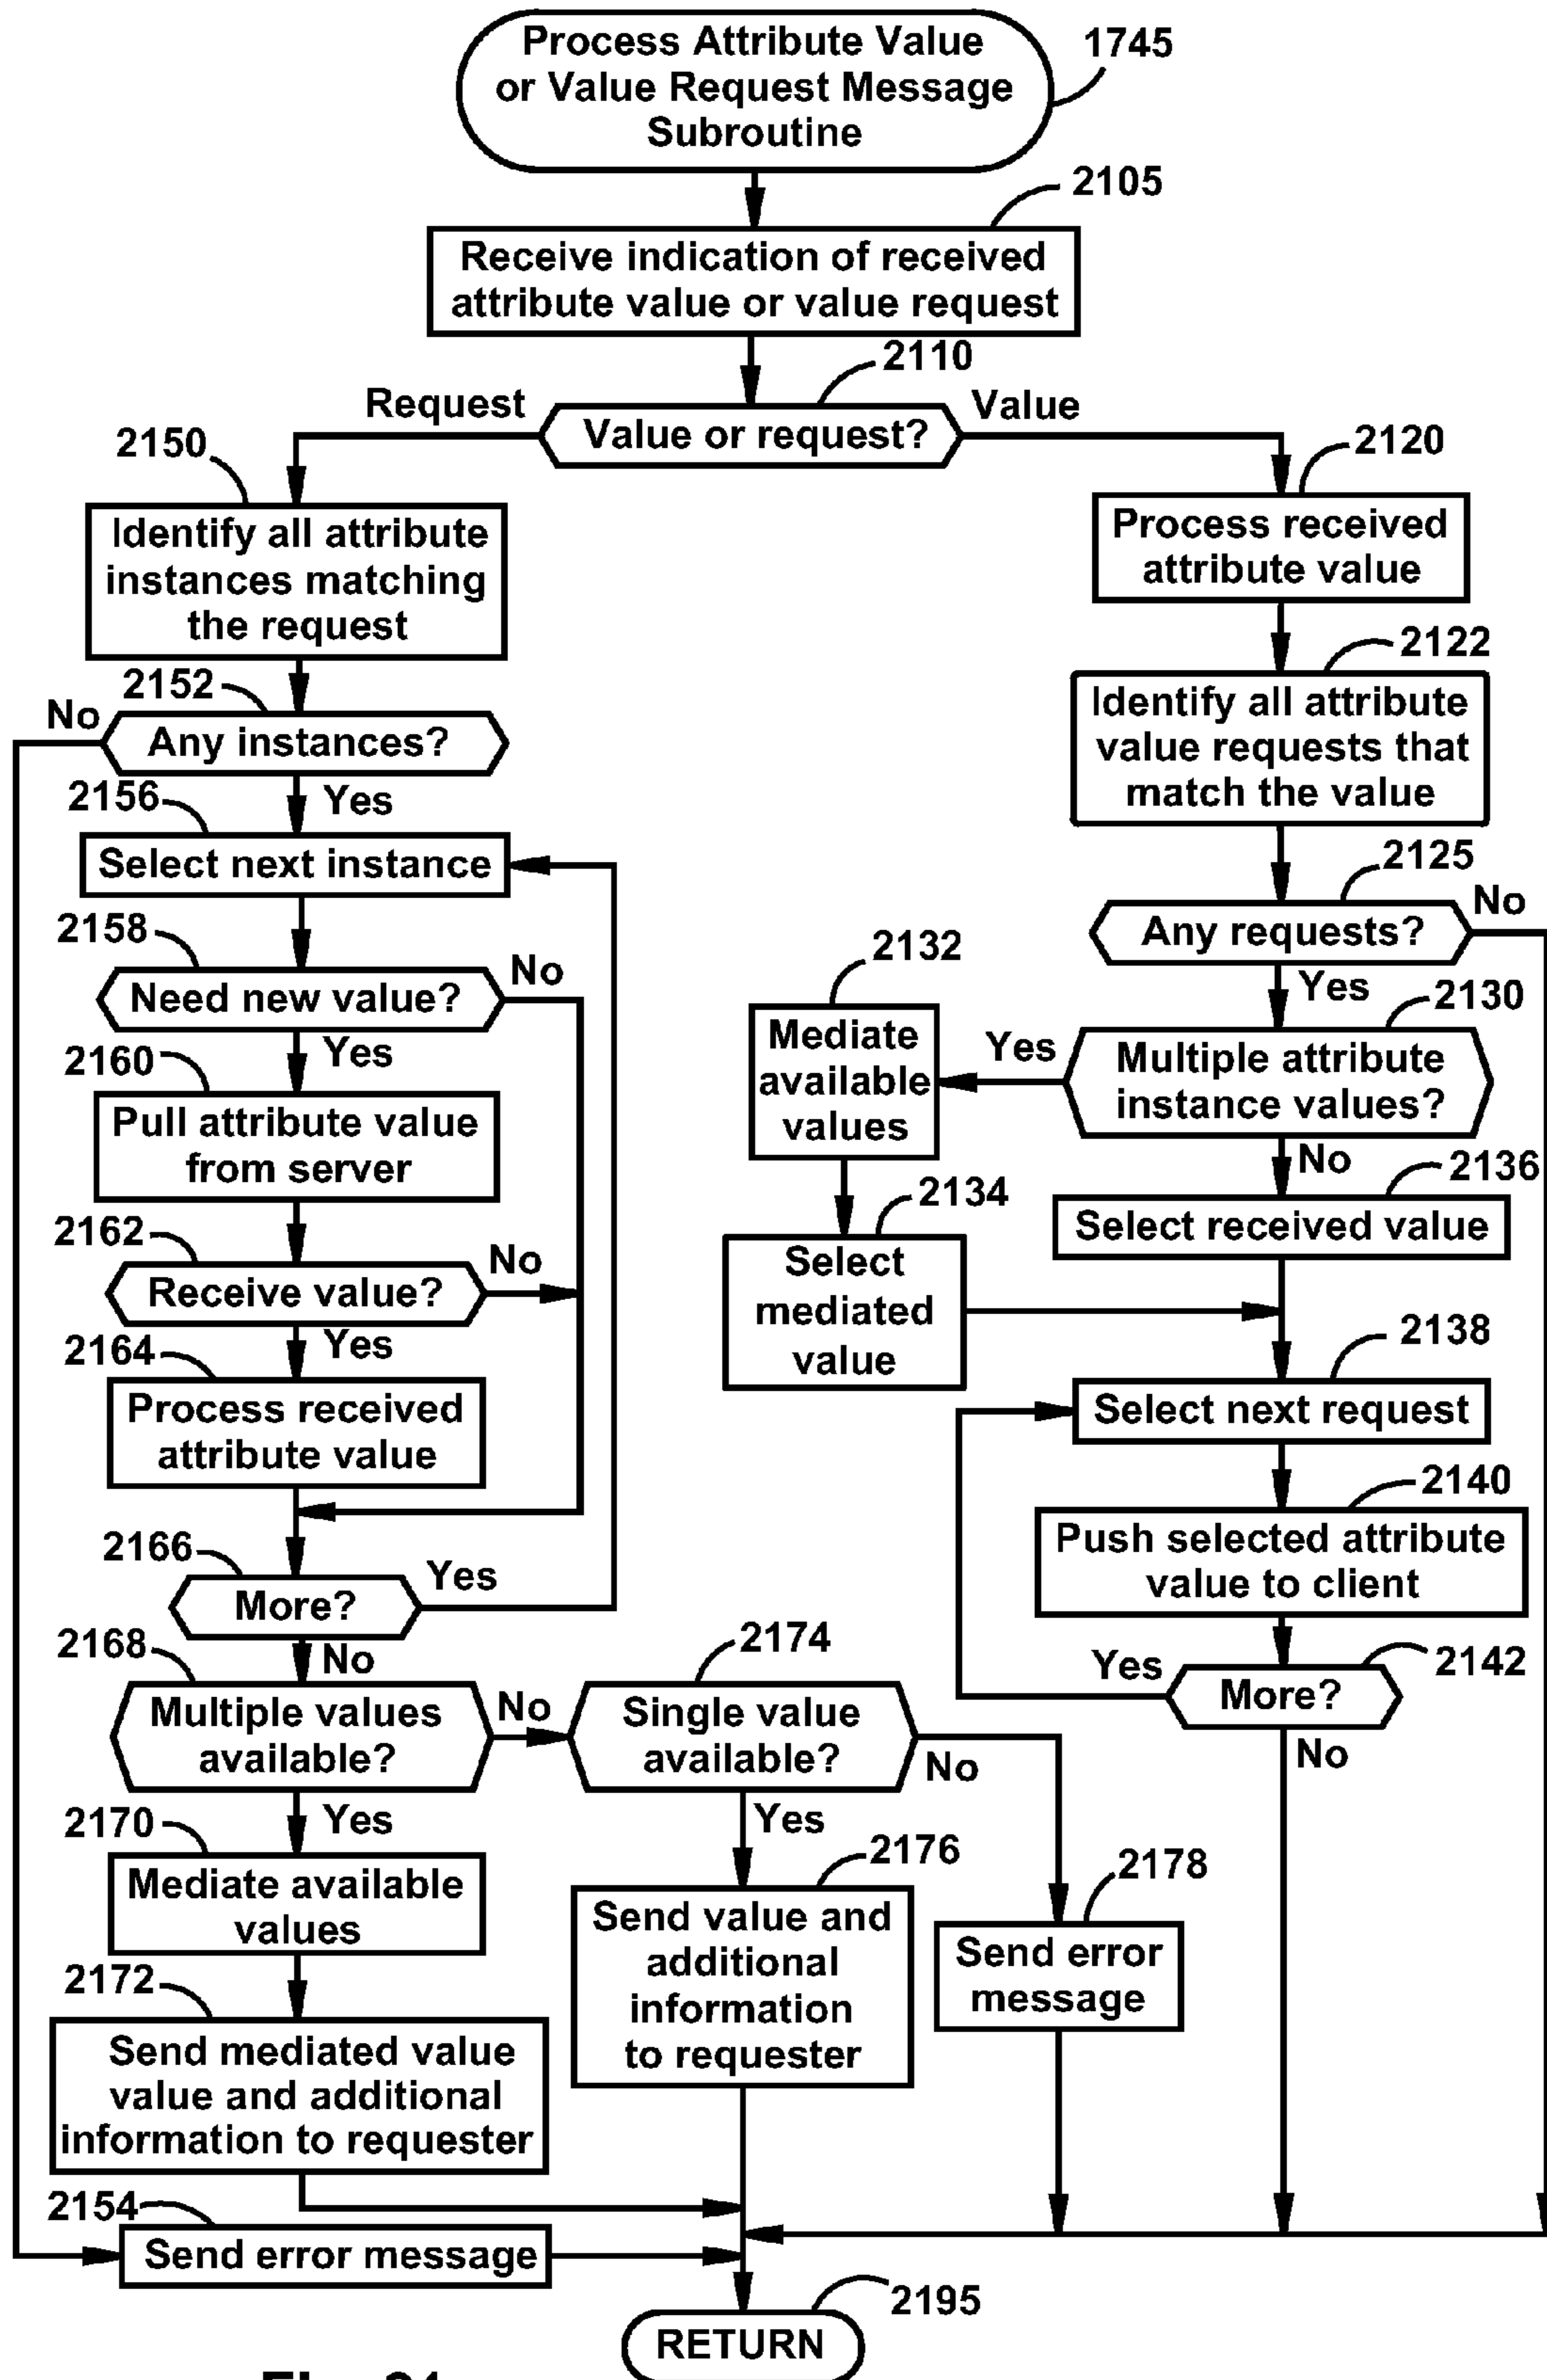 Process Attribute Value
or Value Request Message
Subroutine
1745
2105
Receive indication of received
attribute value or value request
2110
Request
Value or request?
Value
2150
Identify all attribute
instances matching
the request
2152
No
Any instances?
Yes
2156
Select next instance
2158
Need new value?
No
Yes
2160
Pull attribute value
from server
2162
Receive value?
No
Yes
2164
Process received
attribute value
2166
More?
Yes
No
2168
Multiple values
available?
No
Yes
2170
Mediate available
values
2172
Send mediated value
value and additional
information to requester
2154
Send error message
2174
Single value
available?
No
Yes
2176
Send value and
additional
information
to requester
2178
Send error
message
2120
Process received
attribute value
2122
Identify all attribute
value requests that
match the value
2125
Any requests?
No
Yes
2130
Multiple attribute
instance values?
Yes
No
2132
Mediate
available
values
2134
Select
mediated
value
2136
Select received value
2138
Select next request
2140
Push selected attribute
value to client
2142
More?
Yes
No
2195
RETURN